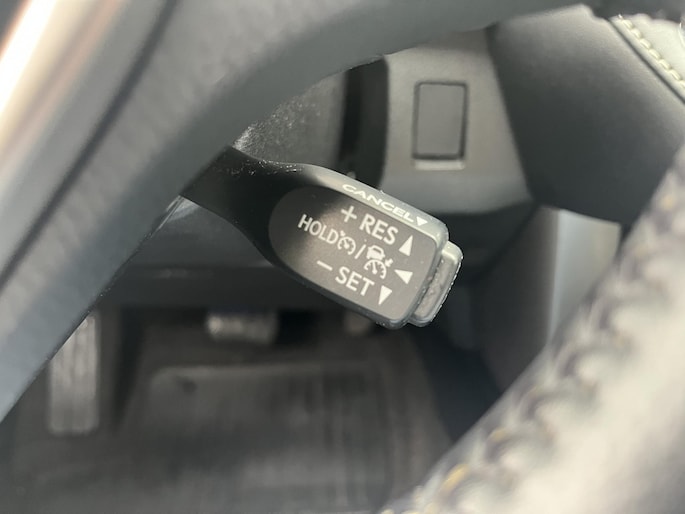 CANCEL▼
+ RES ▲
HOLD /
− SET ▼